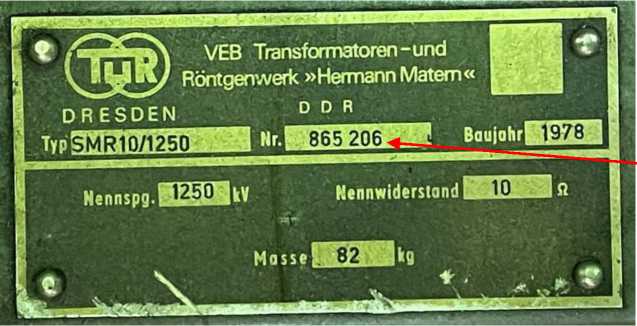 TuR
DRESDEN
VEB Transformatoren-und
Röntgenwerk »Hermann Matern«
DDR
Typ SMR10/1250 Nr. 865 206 Baujahr 1978
Nennspg. 1250 kV Nennwiderstand 10 Ω
Masse 82 kg